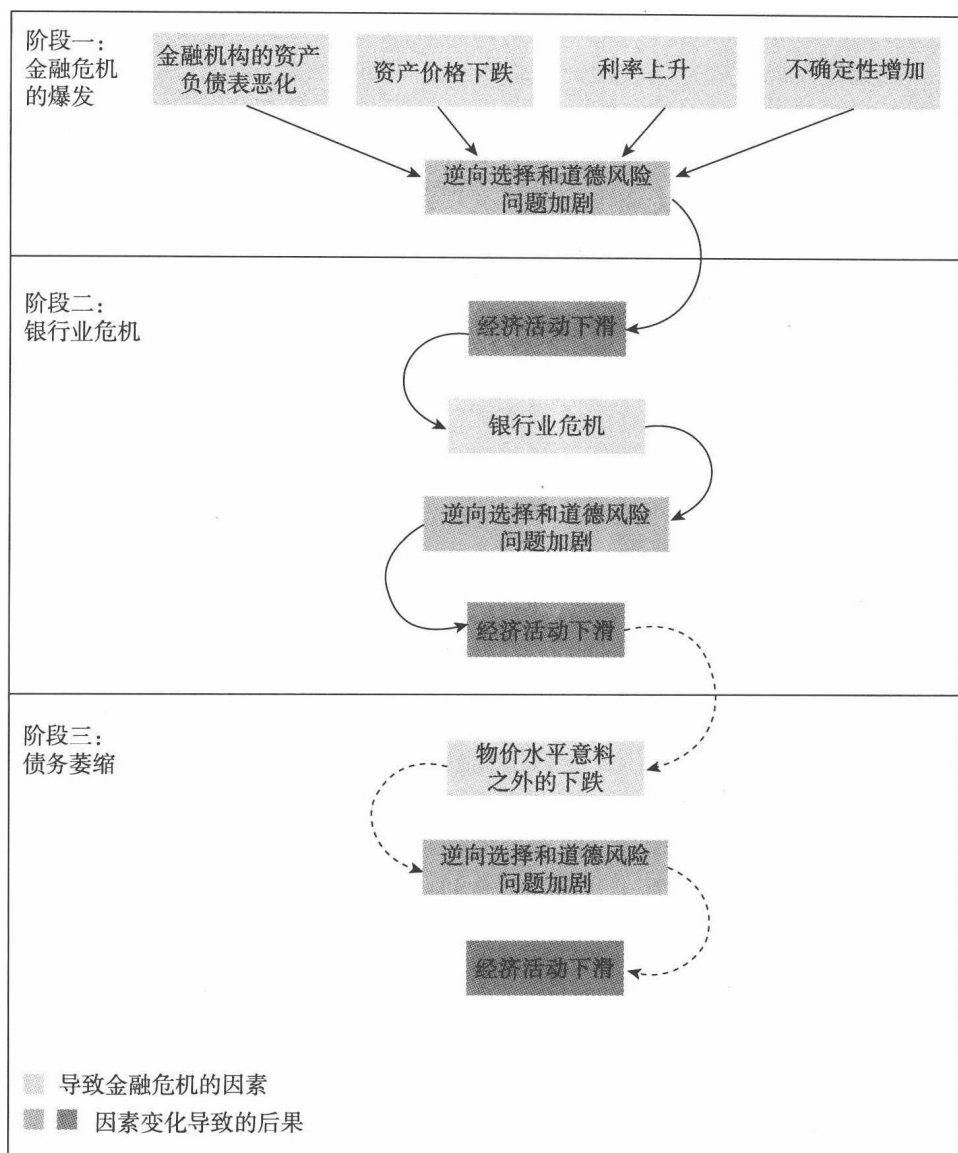 阶段一：
金融危机
的爆发
金融机构的资产
负债表恶化
资产价格下跌
利率上升
不确定性增加
逆向选择和道德风险
问题加剧
阶段二：
银行业危机
经济活动下滑
银行业危机
逆向选择和道德风险
问题加剧
经济活动下滑
阶段三：
债务萎缩
物价水平意料
之外的下跌
逆向选择和道德风险
问题加剧
经济活动下滑
导致金融危机的因素
因素变化导致的后果